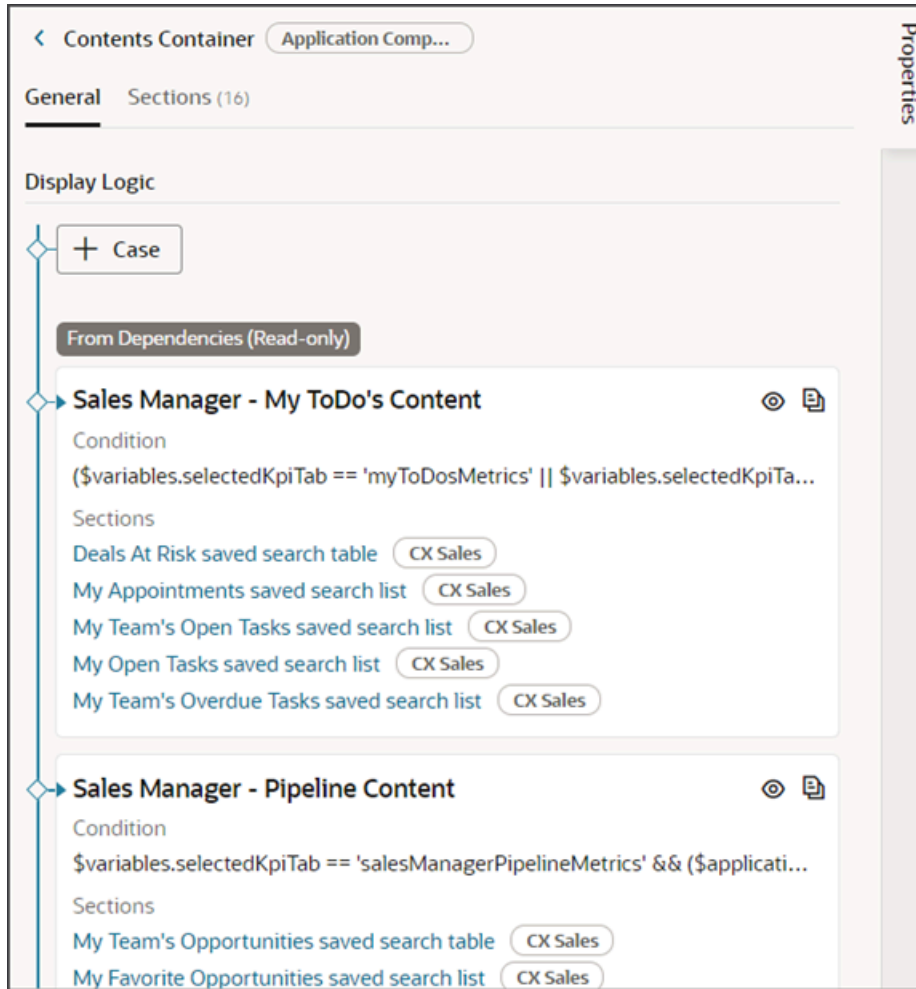 Contents Container Application Comp...
Properties
General Sections (16)
Display Logic
+ Case
From Dependencies (Read-only)
Sales Manager - My ToDo's Content
Condition
($variables.selectedKpiTab == 'myToDosMetrics' || $variables.selectedKpiTa...
Sections
Deals At Risk saved search table CX Sales
My Appointments saved search list CX Sales
My Team's Open Tasks saved search list CX Sales
My Open Tasks saved search list CX Sales
My Team's Overdue Tasks saved search list CX Sales
Sales Manager - Pipeline Content
Condition
$variables.selectedKpiTab == 'salesManagerPipelineMetrics' && ($applicati...
Sections
My Team's Opportunities saved search table CX Sales
My Favorite Opportunities saved search list CX Sales